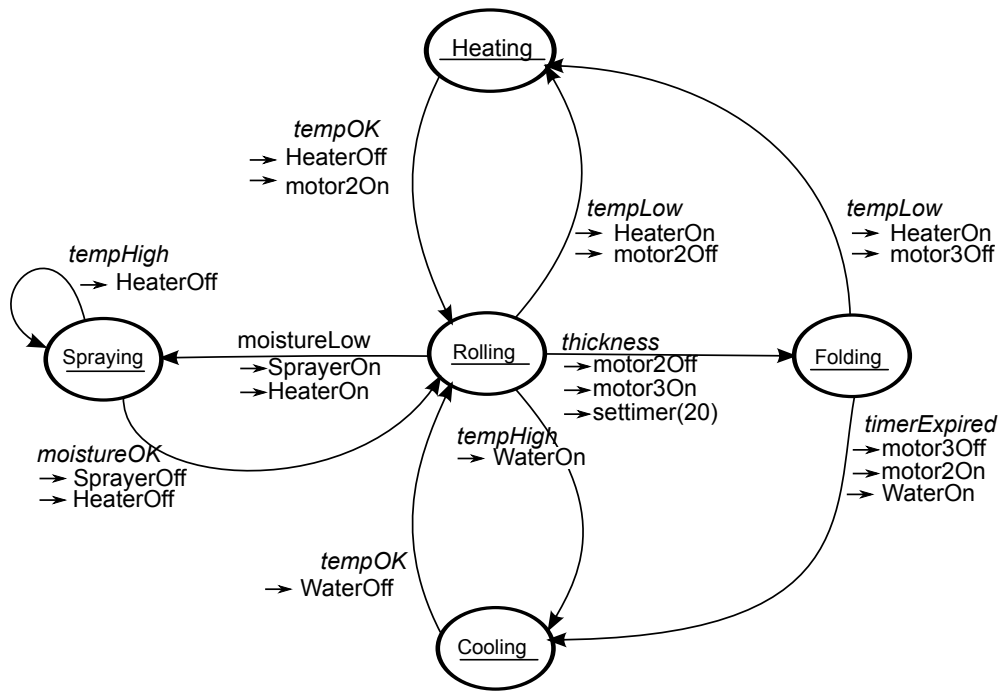 Heating
tempOK
→ HeaterOff
→ motor2On
tempLow
→ HeaterOn
→ motor2Off
tempLow
→ HeaterOn
→ motor3Off
tempHigh
→ HeaterOff
Spraying
moistureLow
→SprayerOn
→HeaterOn
Rolling
thickness
→motor2Off
→motor3On
→settimer(20)
Folding
moistureOK
→ SprayerOff
→ HeaterOff
tempHigh
→ WaterOn
timerExpired
→motor3Off
→motor2On
→ WaterOn
tempOK
→ WaterOff
Cooling